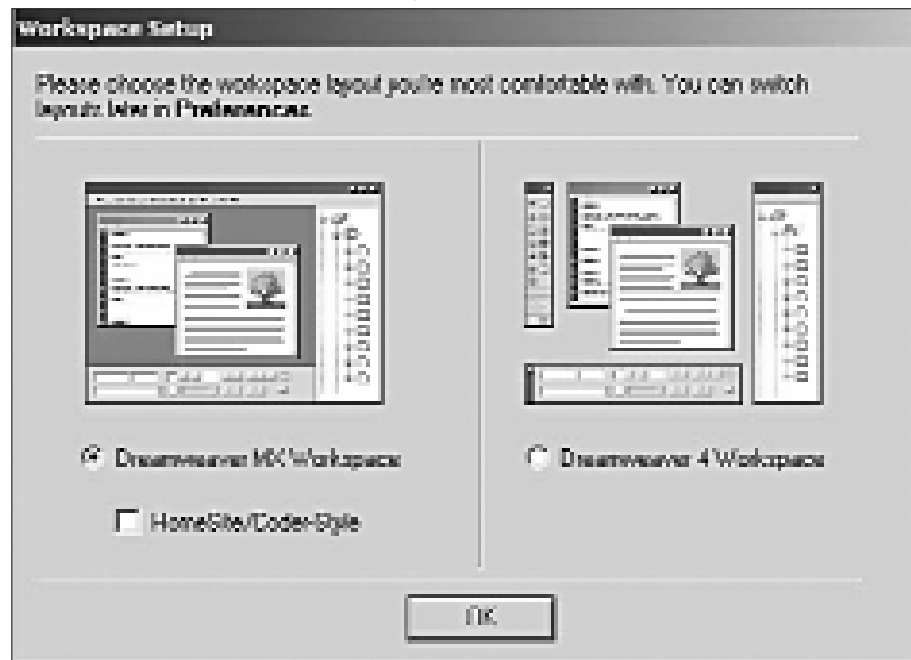 Workspace Setup
Please choose the workspace layout you're most comfortable with. You can switch
layouts later in Preferences.
Dreamweaver MX Workspace
Dreamweaver 4 Workspace
HomeSite/Coder-Style
OK